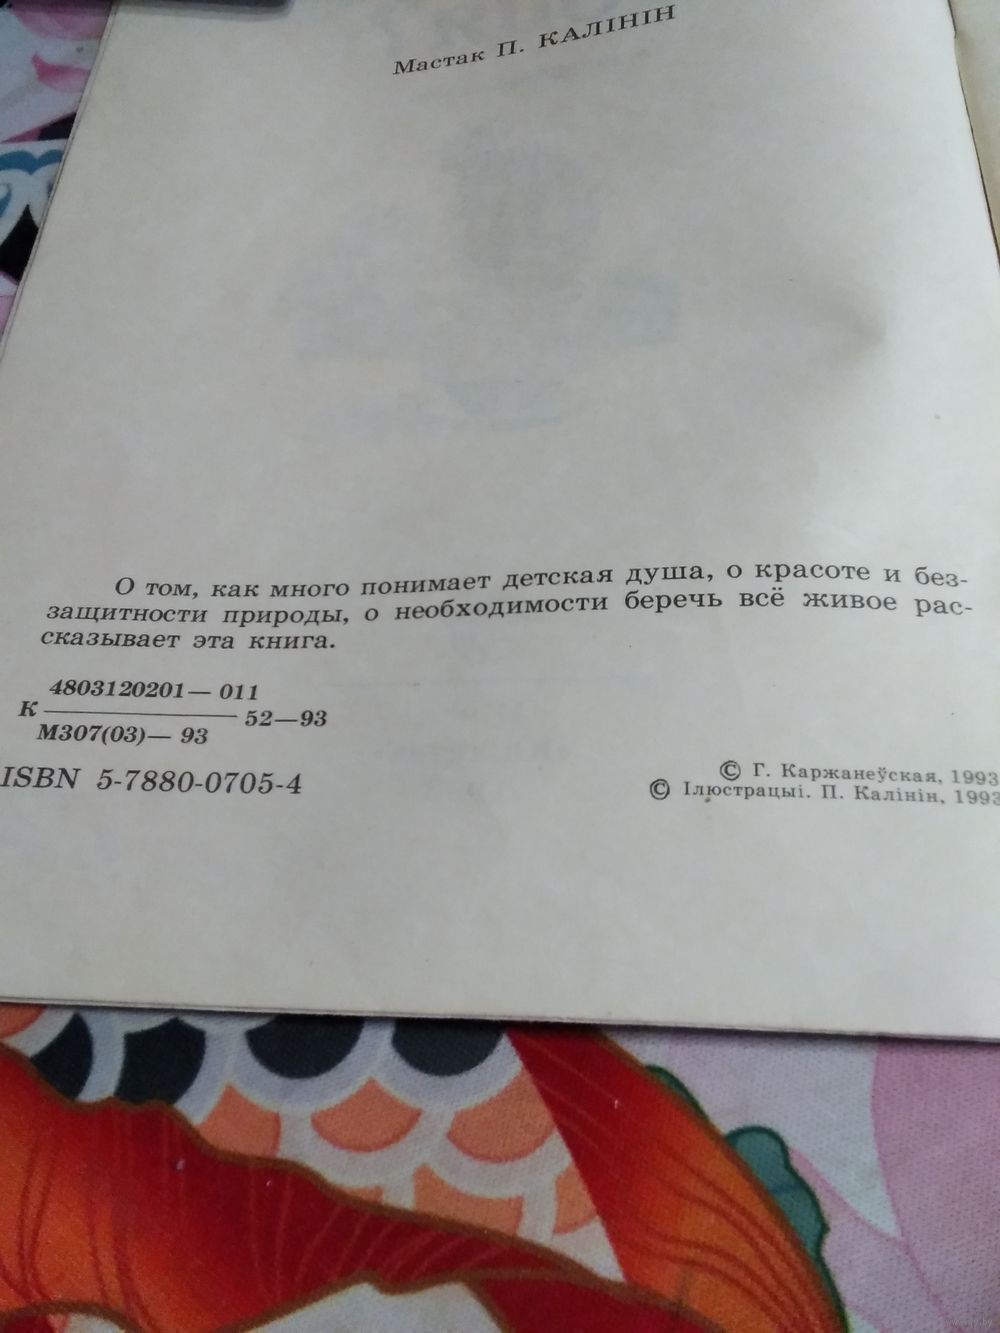 Мастак П. КАЛІНІН
О том, как много понимает детская душа, о красоте и без-
защитности природы, о необходимости беречь всё живое рас-
сказывает эта книга.
4803120201— 011
К 52—93
М307(03)— 93
ISBN 5-7880-0705-4
© Г. Каржанеўская, 1993
© Ілюстрацыі. П. Калінін, 1993